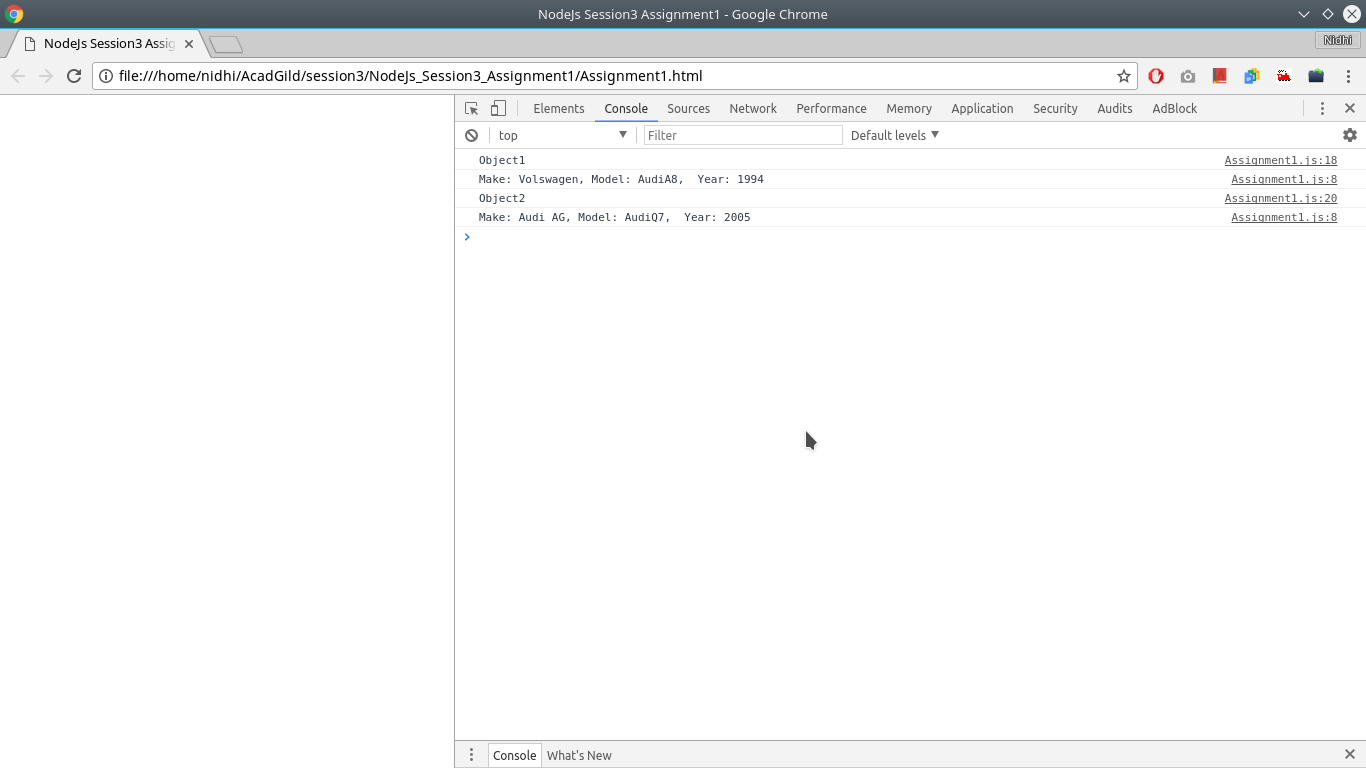 NodeJs Session3 Assignment1 - Google Chrome
NodeJs Session3 Assig
Nidhi
file:///home/nidhi/AcadGild/session3/NodeJs_Session3_Assignment1/Assignment1.html
Elements Console Sources Network Performance Memory Application Security Audits AdBlock
top Filter Default levels
Object1 Assignment1.js:18
Make: Volswagen, Model: AudiA8,  Year: 1994 Assignment1.js:8
Object2 Assignment1.js:20
Make: Audi AG, Model: AudiQ7,  Year: 2005 Assignment1.js:8
>
Console What's New